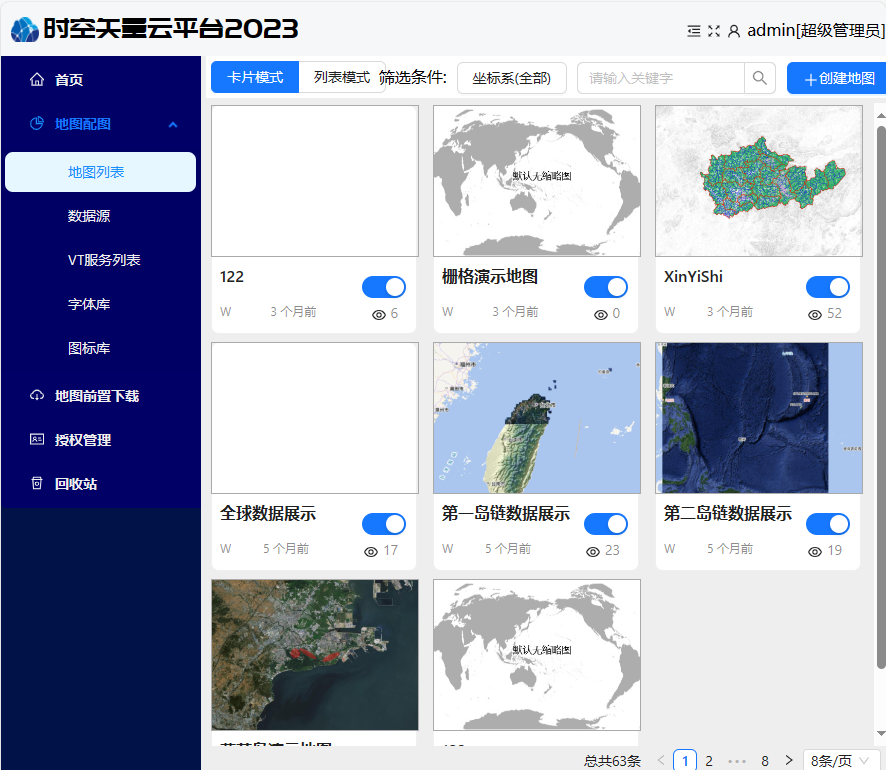 时空矢量云平台2023
admin[超级管理员]
首页
地图配图
地图列表
数据源
VT服务列表
字体库
图标库
地图前置下载
授权管理
回收站
卡片模式
列表模式
筛选条件:
坐标系(全部)
请输入关键字
+创建地图
122
W 3 个月前 6
默认无缩略图
栅格演示地图
W 3 个月前 0
XinYiShi
W 3 个月前 52
全球数据展示
W 5 个月前 17
第一岛链数据展示
W 5 个月前 23
第二岛链数据展示
W 5 个月前 19
默认无缩略图
总共63条 < 1 2 ••• 8 > 8条/页